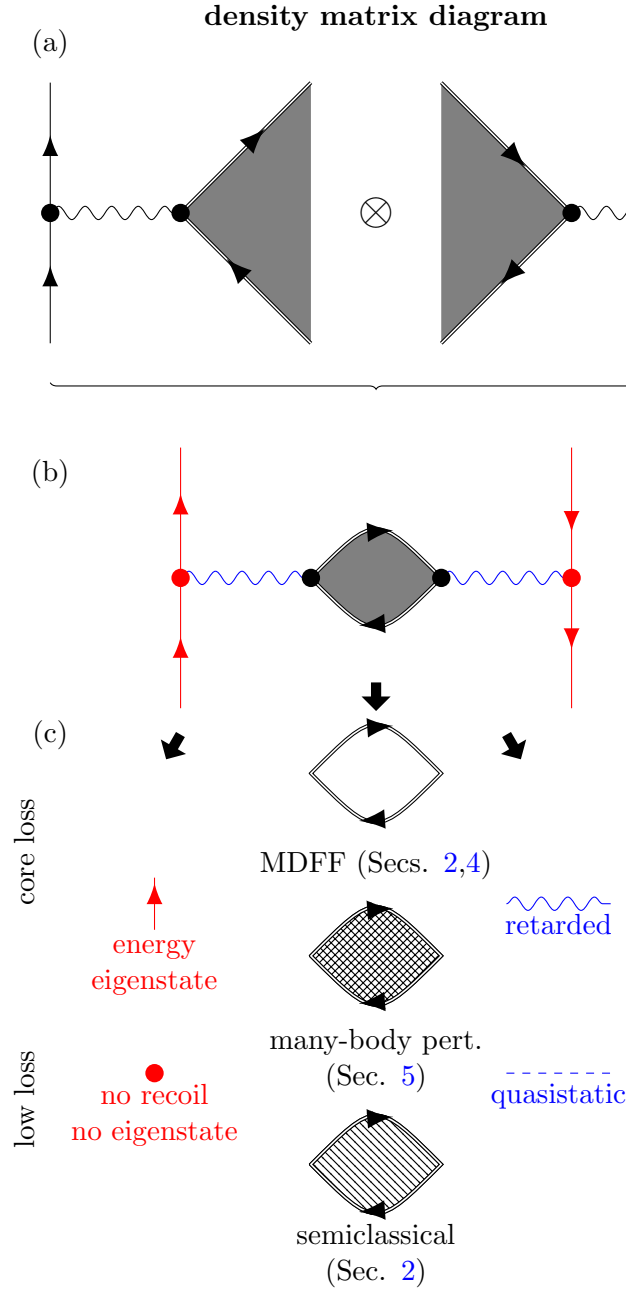 density matrix diagram
(a)
(b)
(c)
core loss
MDFF (Secs. 2,4)
energy
eigenstate
retarded
many-body pert.
(Sec. 5)
low loss
no recoil
no eigenstate
quasistatic
semiclassical
(Sec. 2)